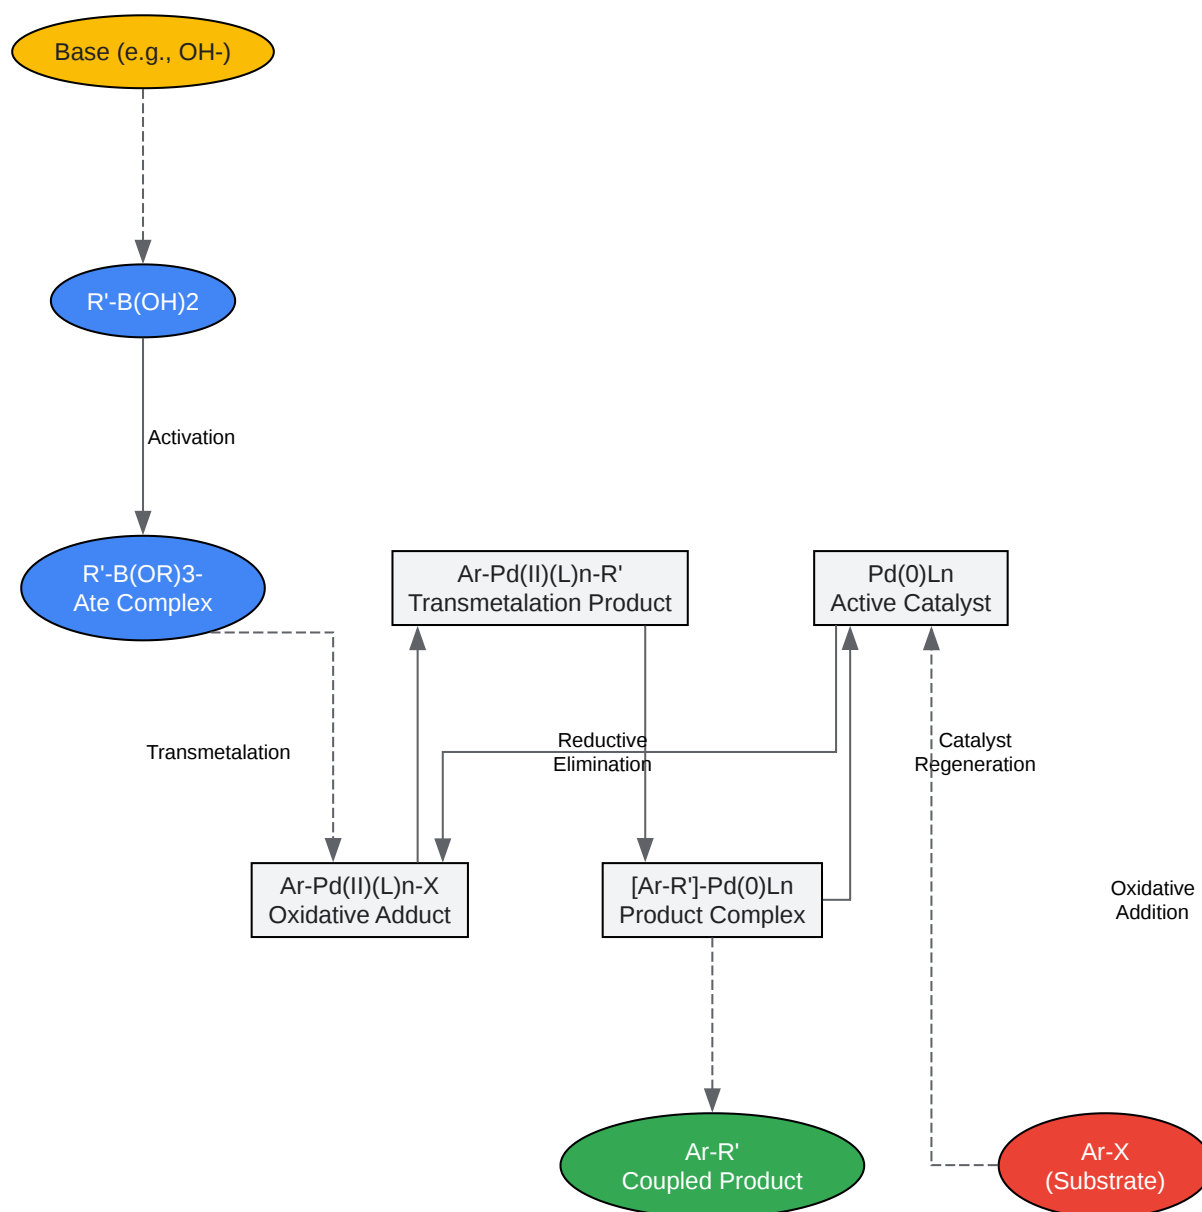 Base (e.g., OH-)
R'-B(OH)2
Activation
R'-B(OR)3-
Ate Complex
Ar-Pd(II)(L)n-R'
Transmetalation Product
Pd(0)Ln
Active Catalyst
Transmetalation
Reductive
Elimination
Catalyst
Regeneration
Ar-Pd(II)(L)n-X
Oxidative Adduct
[Ar-R']-Pd(0)Ln
Product Complex
Oxidative
Addition
Ar-R'
Coupled Product
Ar-X
(Substrate)